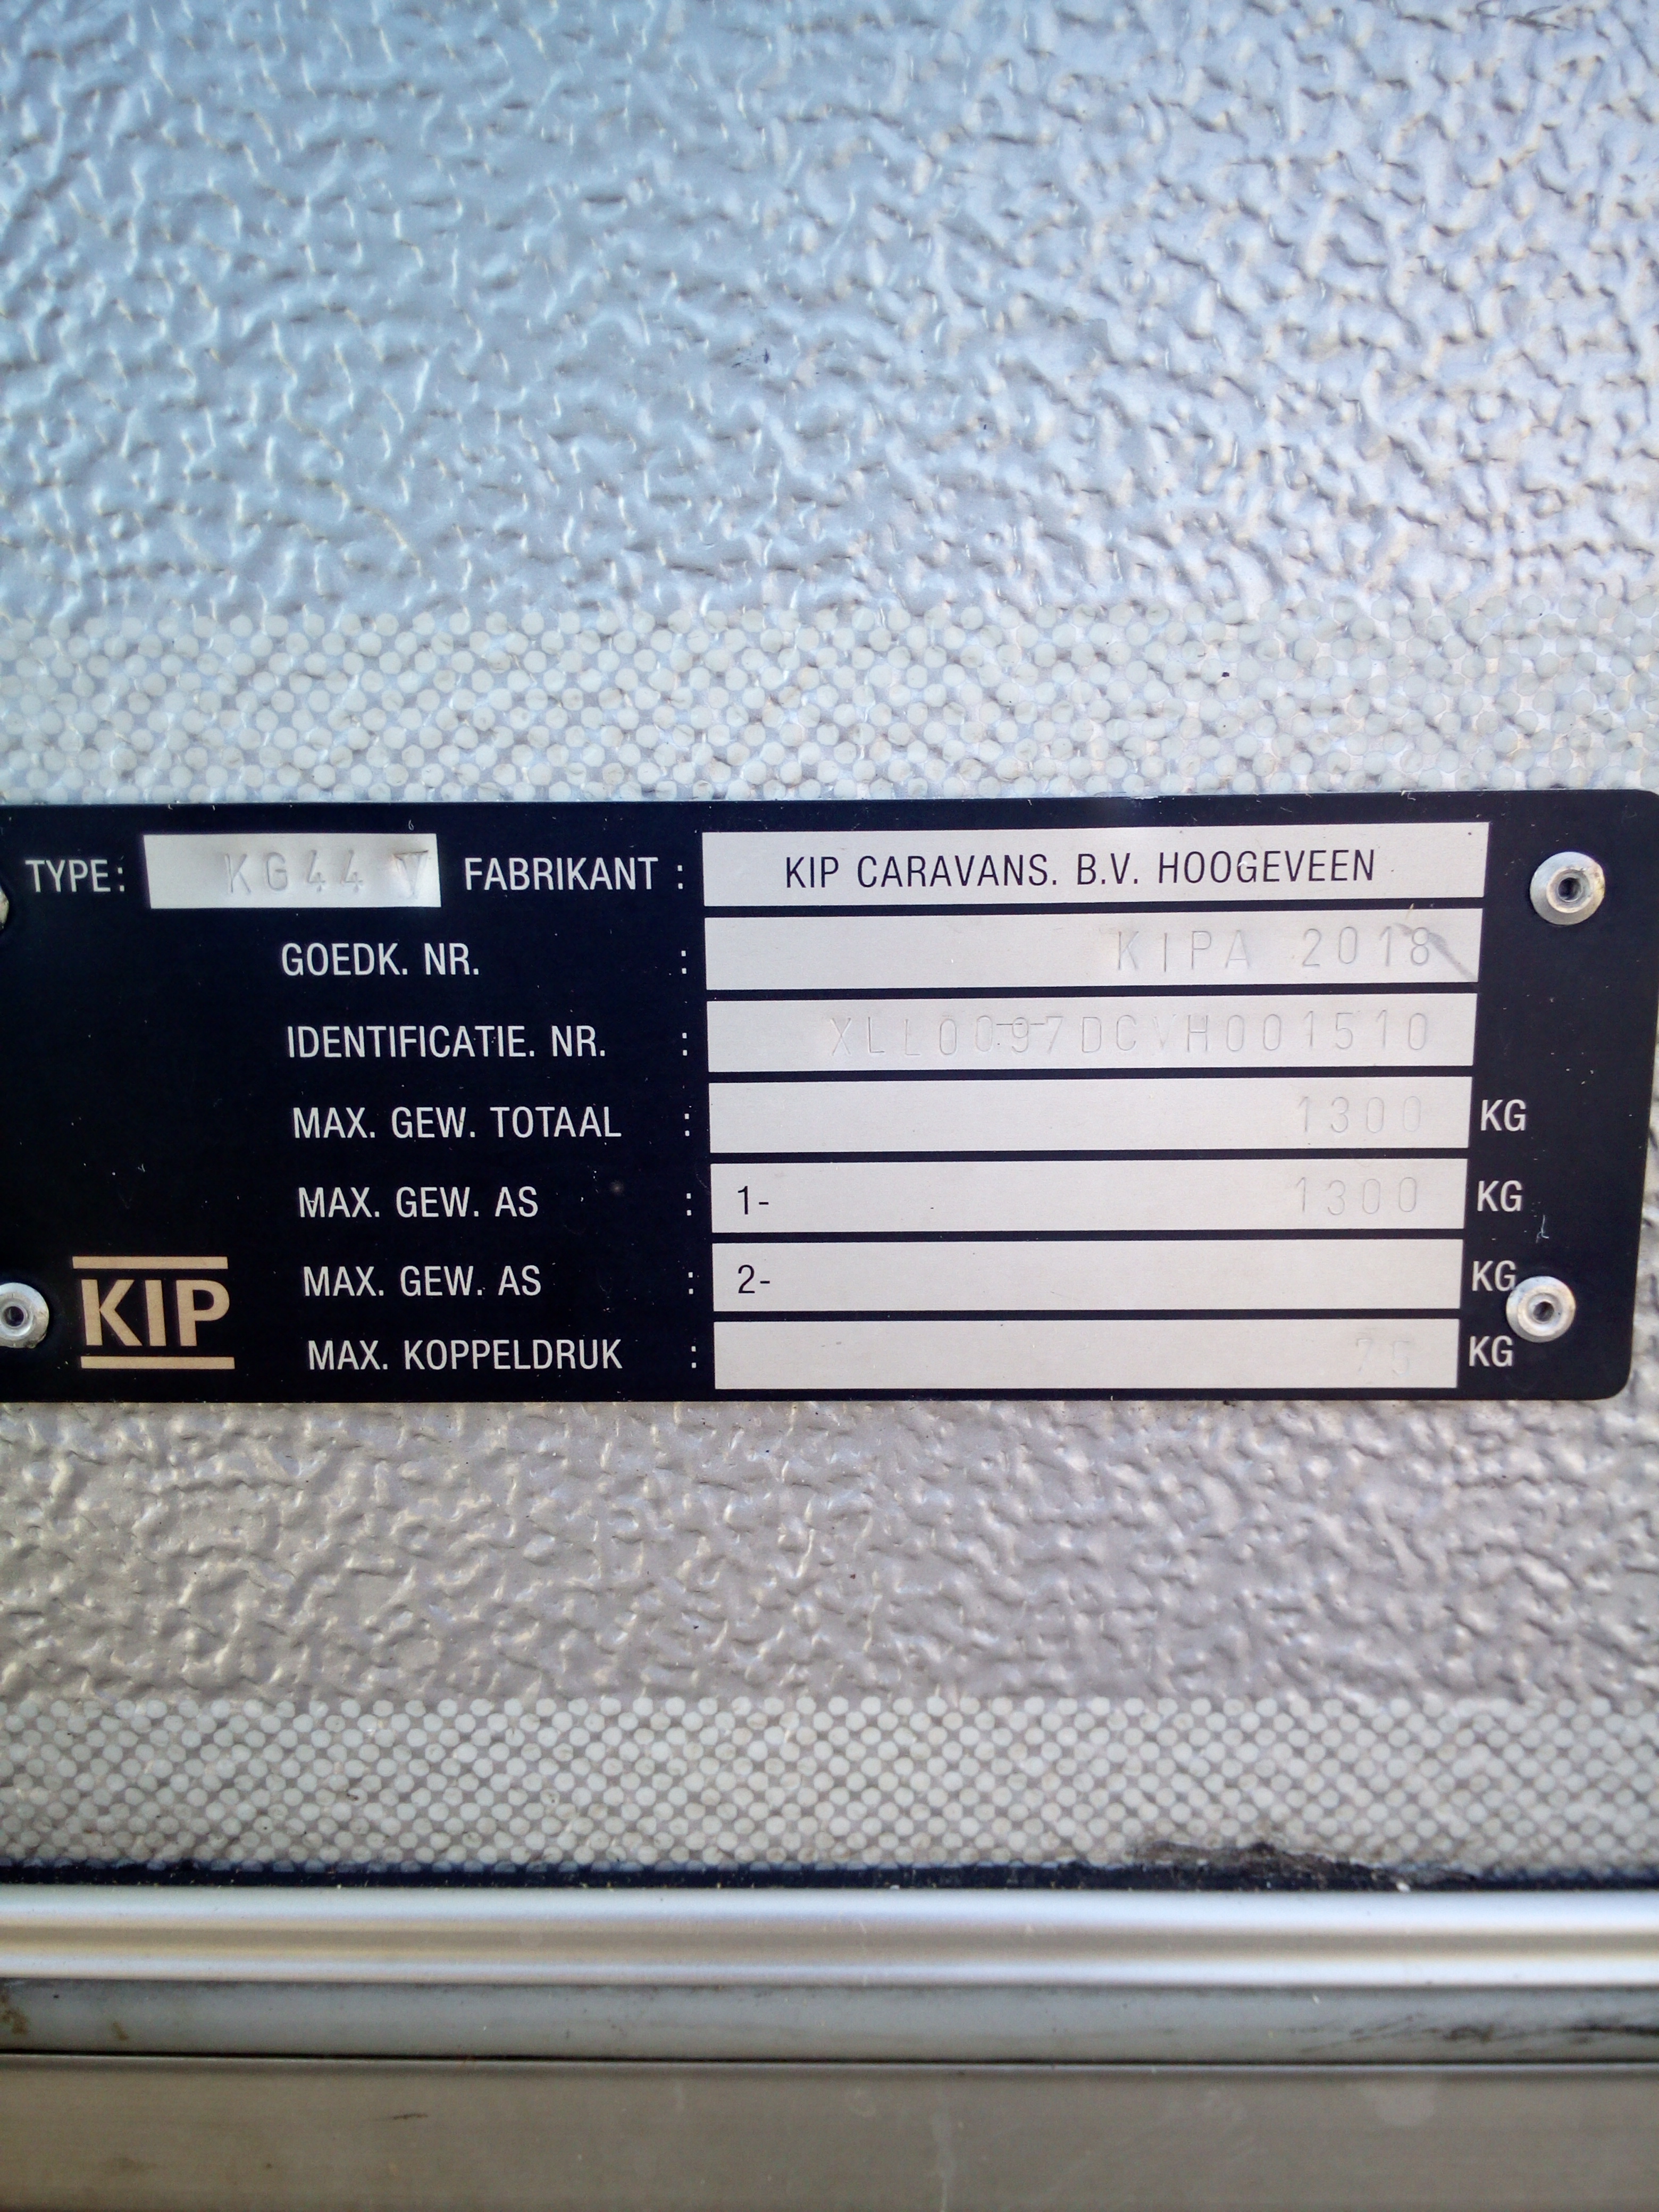 TYPE: KG44 V FABRIKANT : KIP CARAVANS. B.V. HOOGEVEEN
GOEDK. NR. : KIPA 2018
IDENTIFICATIE. NR. : XLL0097DCVH001510
MAX. GEW. TOTAAL : 1300 KG
MAX. GEW. AS : 1- 1300 KG
MAX. GEW. AS : 2- KG
MAX. KOPPELDRUK : 75 KG
KIP